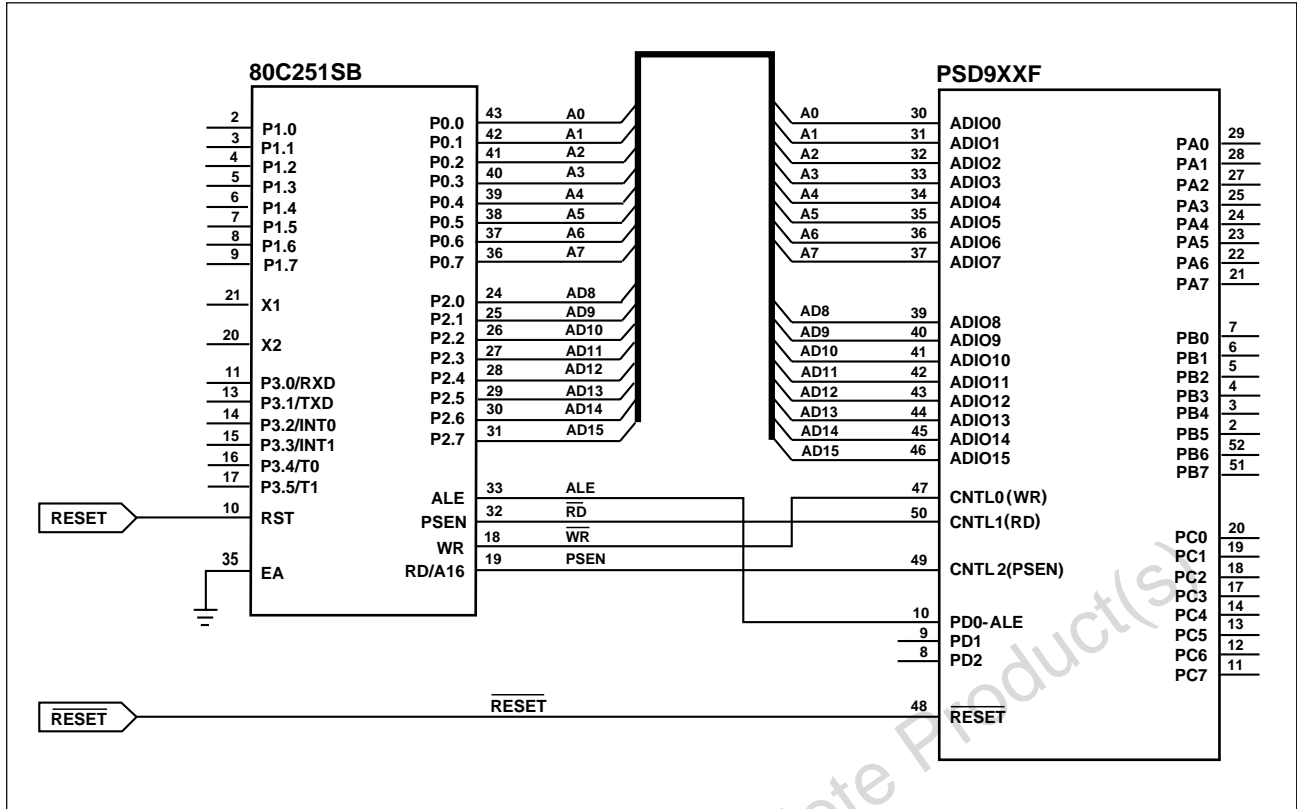 80C251SB
2 P1.0
3 P1.1
4 P1.2
5 P1.3
6 P1.4
7 P1.5
8 P1.6
9 P1.7
21 X1
20 X2
11 P3.0/RXD
13 P3.1/TXD
14 P3.2/INT0
15 P3.3/INT1
16 P3.4/T0
17 P3.5/T1
RESET 10 RST
35 EA
P0.0 43 A0
P0.1 42 A1
P0.2 41 A2
P0.3 40 A3
P0.4 39 A4
P0.5 38 A5
P0.6 37 A6
P0.7 36 A7
P2.0 24 AD8
P2.1 25 AD9
P2.2 26 AD10
P2.3 27 AD11
P2.4 28 AD12
P2.5 29 AD13
P2.6 30 AD14
P2.7 31 AD15
ALE 33 ALE
PSEN 32 RD
WR 18 WR
RD/A16 19 PSEN
PSD9XXF
A0 30 ADIO0
A1 31 ADIO1
A2 32 ADIO2
A3 33 ADIO3
A4 34 ADIO4
A5 35 ADIO5
A6 36 ADIO6
A7 37 ADIO7
AD8 39 ADIO8
AD9 40 ADIO9
AD10 41 ADIO10
AD11 42 ADIO11
AD12 43 ADIO12
AD13 44 ADIO13
AD14 45 ADIO14
AD15 46 ADIO15
47 CNTL0(WR)
50 CNTL1(RD)
49 CNTL2(PSEN)
10 PD0-ALE
9 PD1
8 PD2
RESET RESET 48 RESET
PA0 29
PA1 28
PA2 27
PA3 25
PA4 24
PA5 23
PA6 22
PA7 21
PB0 7
PB1 6
PB2 5
PB3 4
PB4 3
PB5 2
PB6 52
PB7 51
PC0 20
PC1 19
PC2 18
PC3 17
PC4 14
PC5 13
PC6 12
PC7 11
Product(s)